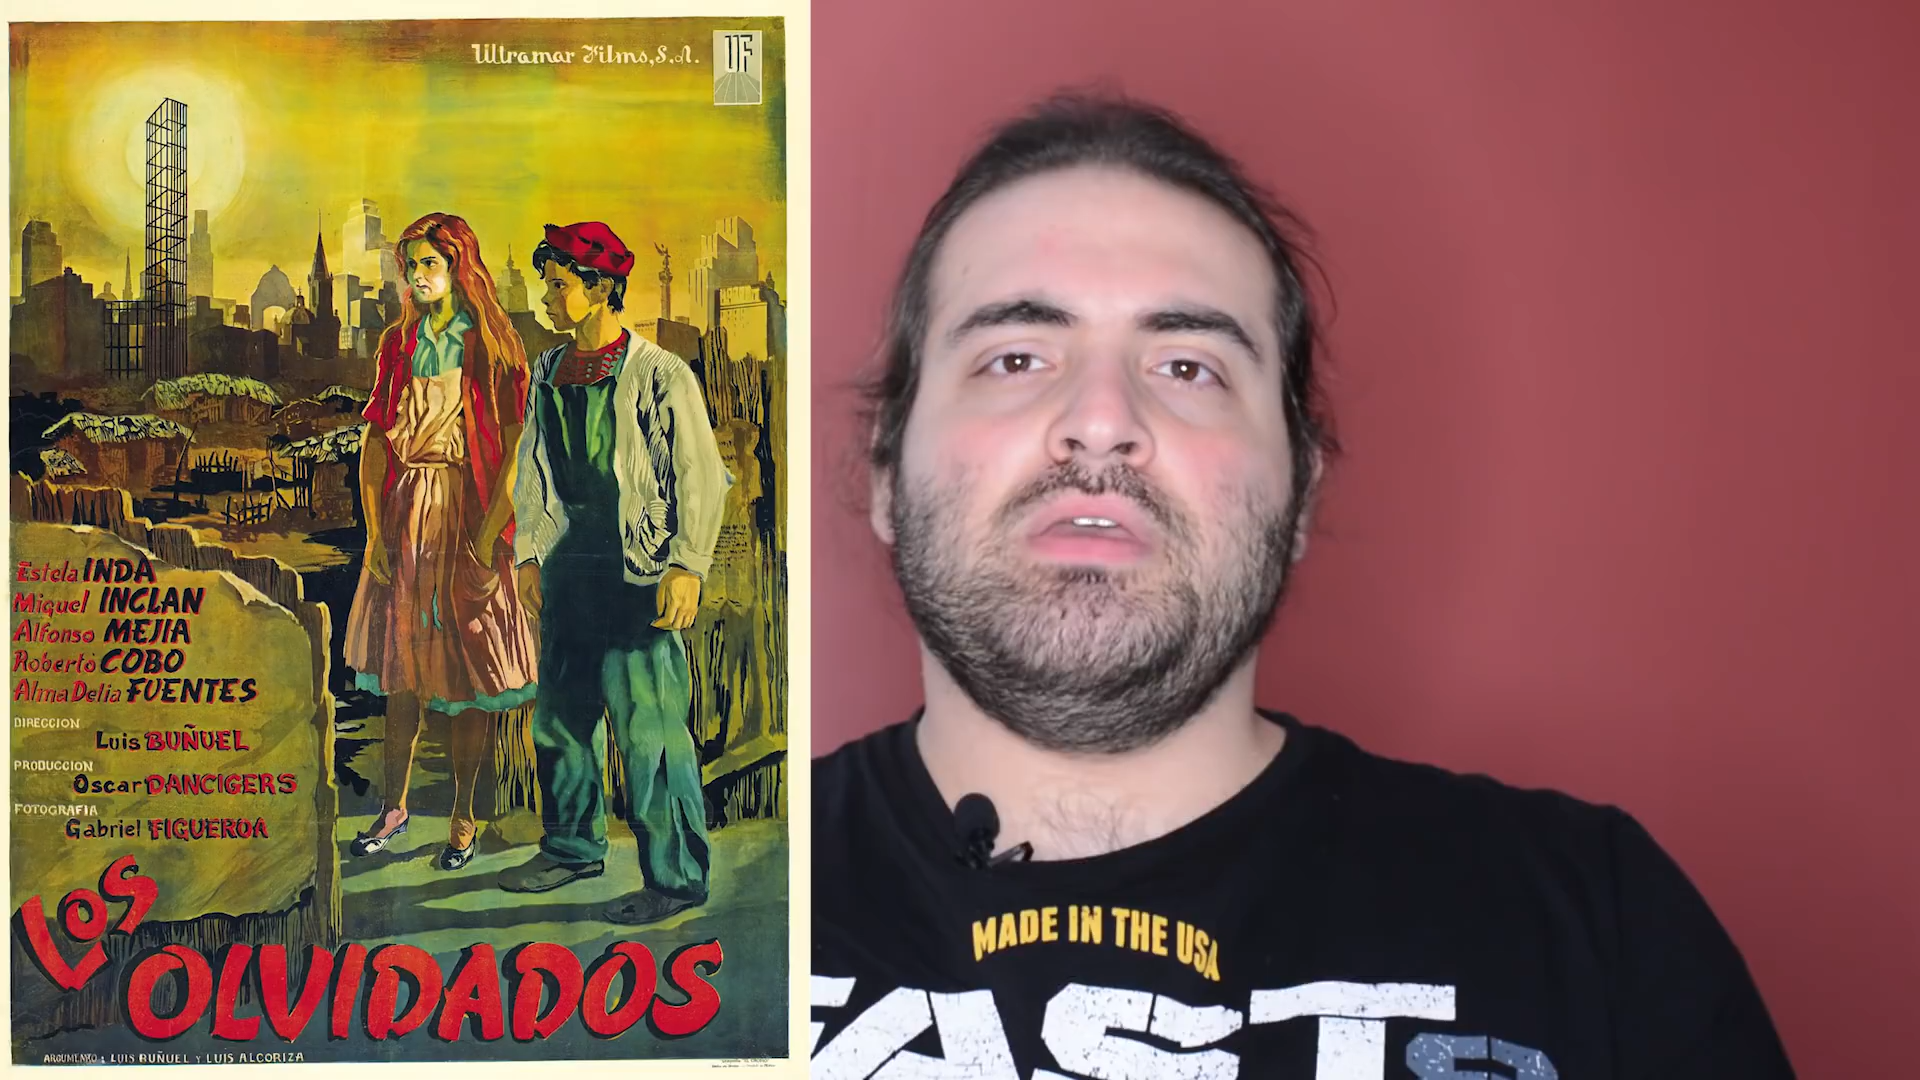 Ultramar Films, S.A.
UF
Estela INDA
Miguel INCLAN
Alfonso MEJIA
Roberto COBO
Alma Delia FUENTES
DIRECCION
Luis BUÑUEL
PRODUCCION
Oscar DANCIGERS
FOTOGRAFIA
Gabriel FIGUEROA
LOS
OLVIDADOS
ARGUMENTO: LUIS BUÑUEL Y LUIS ALCORIZA
MADE IN THE USA
FAST